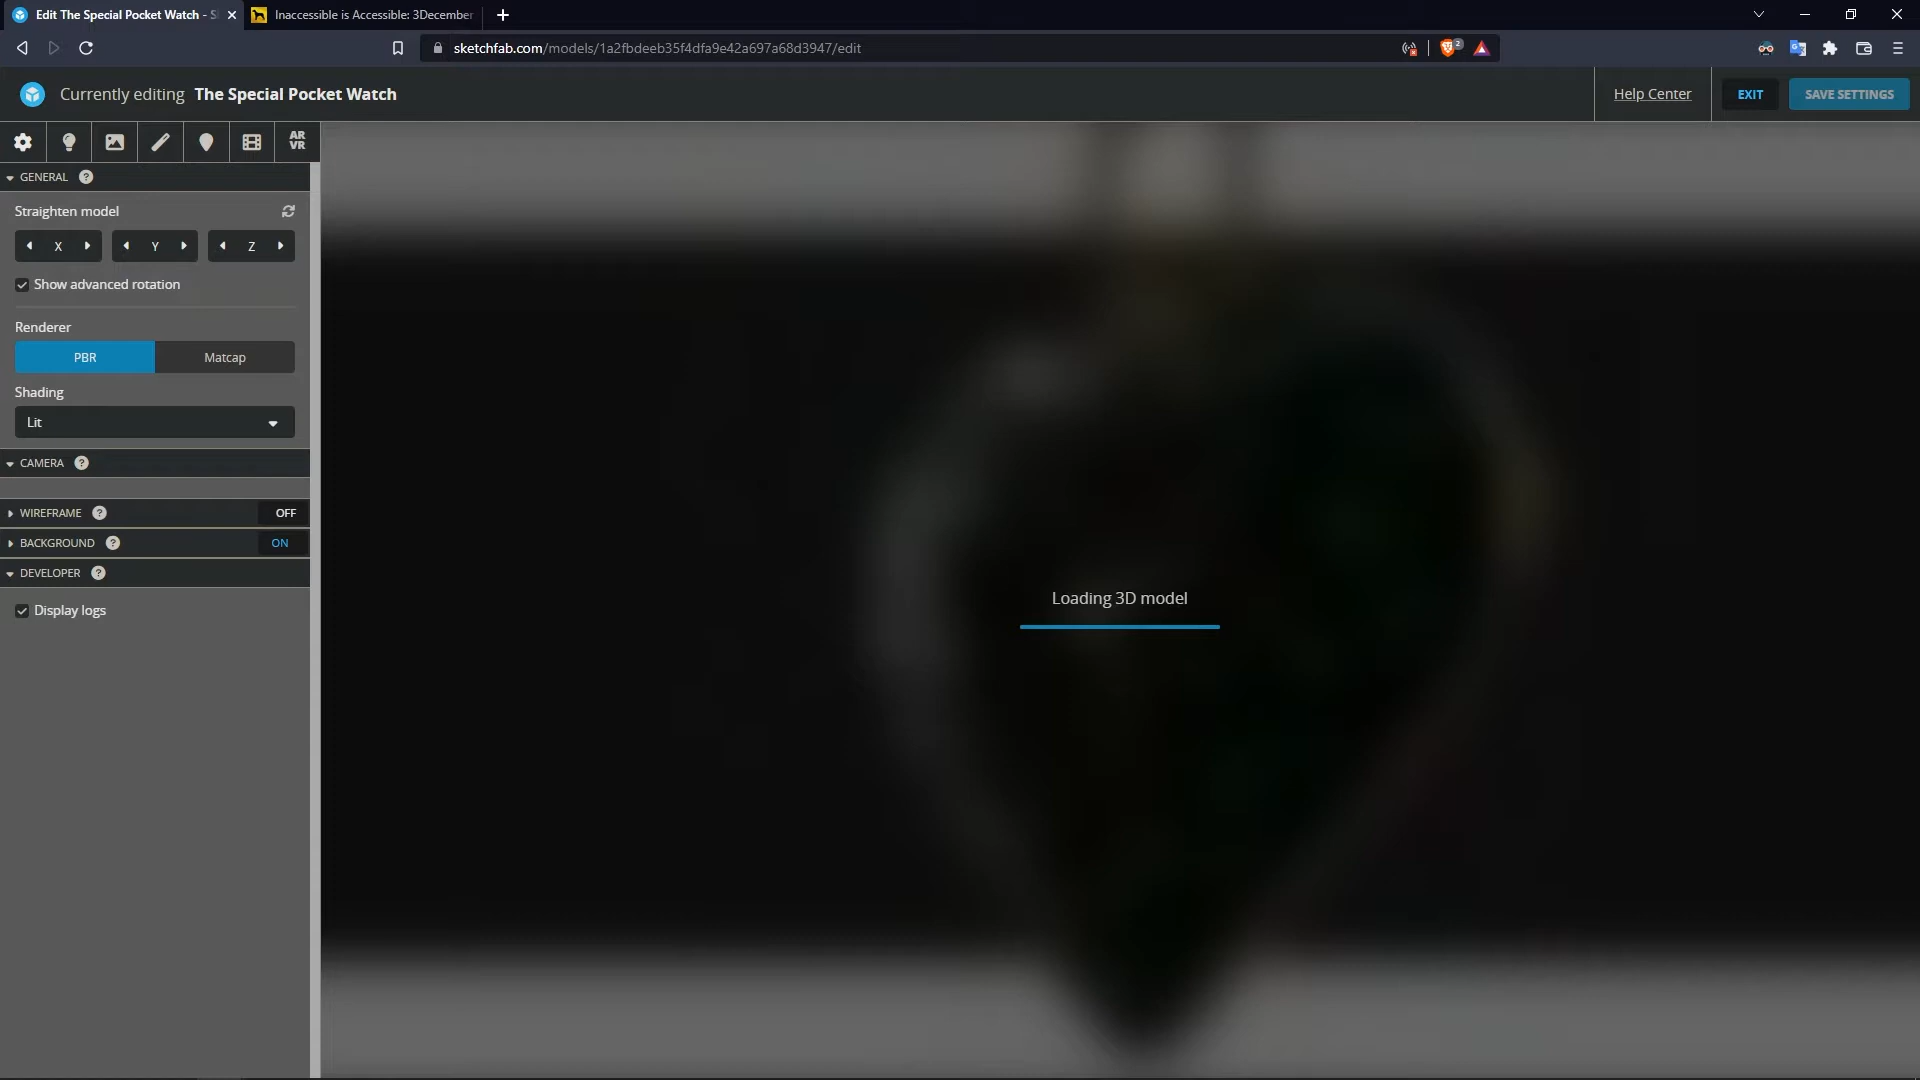 Edit The Special Pocket Watch - S
Inaccessible is Accessible: 3December
sketchfab.com/models/1a2fbdeeb35f4dfa9e42a697a68d3947/edit
2
Currently editing The Special Pocket Watch
Help Center
EXIT
SAVE SETTINGS
AR
VR
GENERAL ?
Straighten model
X
Y
Z
Show advanced rotation
Renderer
PBR
Matcap
Shading
Lit
CAMERA ?
WIREFRAME ? OFF
BACKGROUND ? ON
DEVELOPER ?
Display logs
Loading 3D model